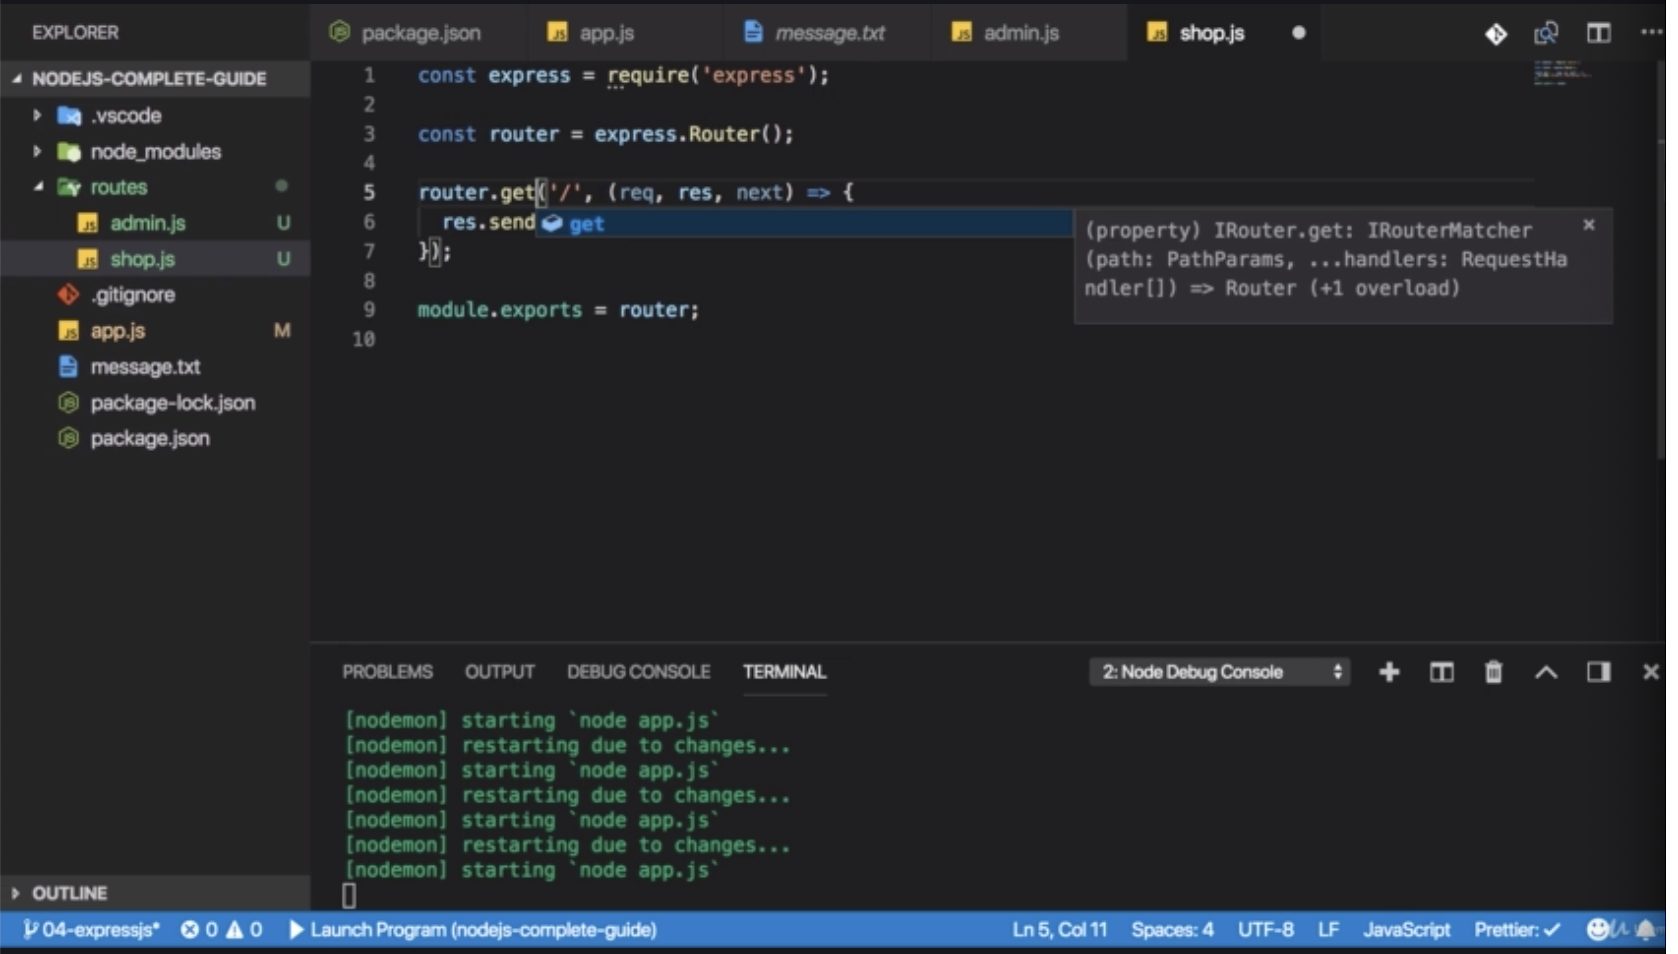 EXPLORER
package.json
app.js
message.txt
admin.js
shop.js
NODEJS-COMPLETE-GUIDE
.vscode
node_modules
routes
admin.js U
shop.js U
.gitignore
app.js M
message.txt
package-lock.json
package.json
OUTLINE
1 const express = require('express');
2
3 const router = express.Router();
4
5 router.get('/', (req, res, next) => {
6 res.send
7 });
8
9 module.exports = router;
10
get
(property) IRouter.get: IRouterMatcher
(path: PathParams, ...handlers: RequestHa
ndler[]) => Router (+1 overload)
PROBLEMS OUTPUT DEBUG CONSOLE TERMINAL
2: Node Debug Console
[nodemon] starting `node app.js`
[nodemon] restarting due to changes...
[nodemon] starting `node app.js`
[nodemon] restarting due to changes...
[nodemon] starting `node app.js`
[nodemon] restarting due to changes...
[nodemon] starting `node app.js`
04-expressjs* 0 0 Launch Program (nodejs-complete-guide) Ln 5, Col 11 Spaces: 4 UTF-8 LF JavaScript Prettier: ✓